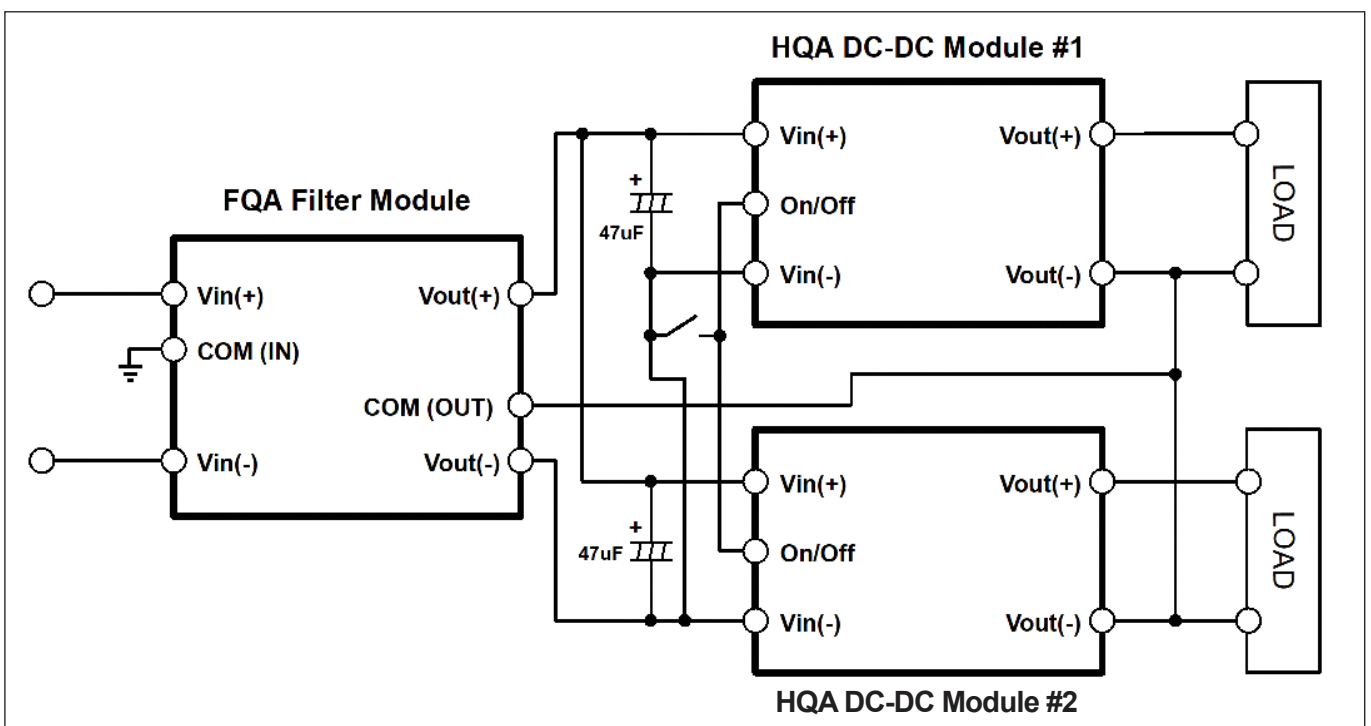 HQA DC-DC Module #1
Vin(+)
Vout(+)
On/Off
Vin(-)
Vout(-)
+
47uF
LOAD
FQA Filter Module
Vin(+)
Vout(+)
COM (IN)
COM (OUT)
Vin(-)
Vout(-)
+
47uF
Vin(+)
Vout(+)
On/Off
Vin(-)
Vout(-)
LOAD
HQA DC-DC Module #2